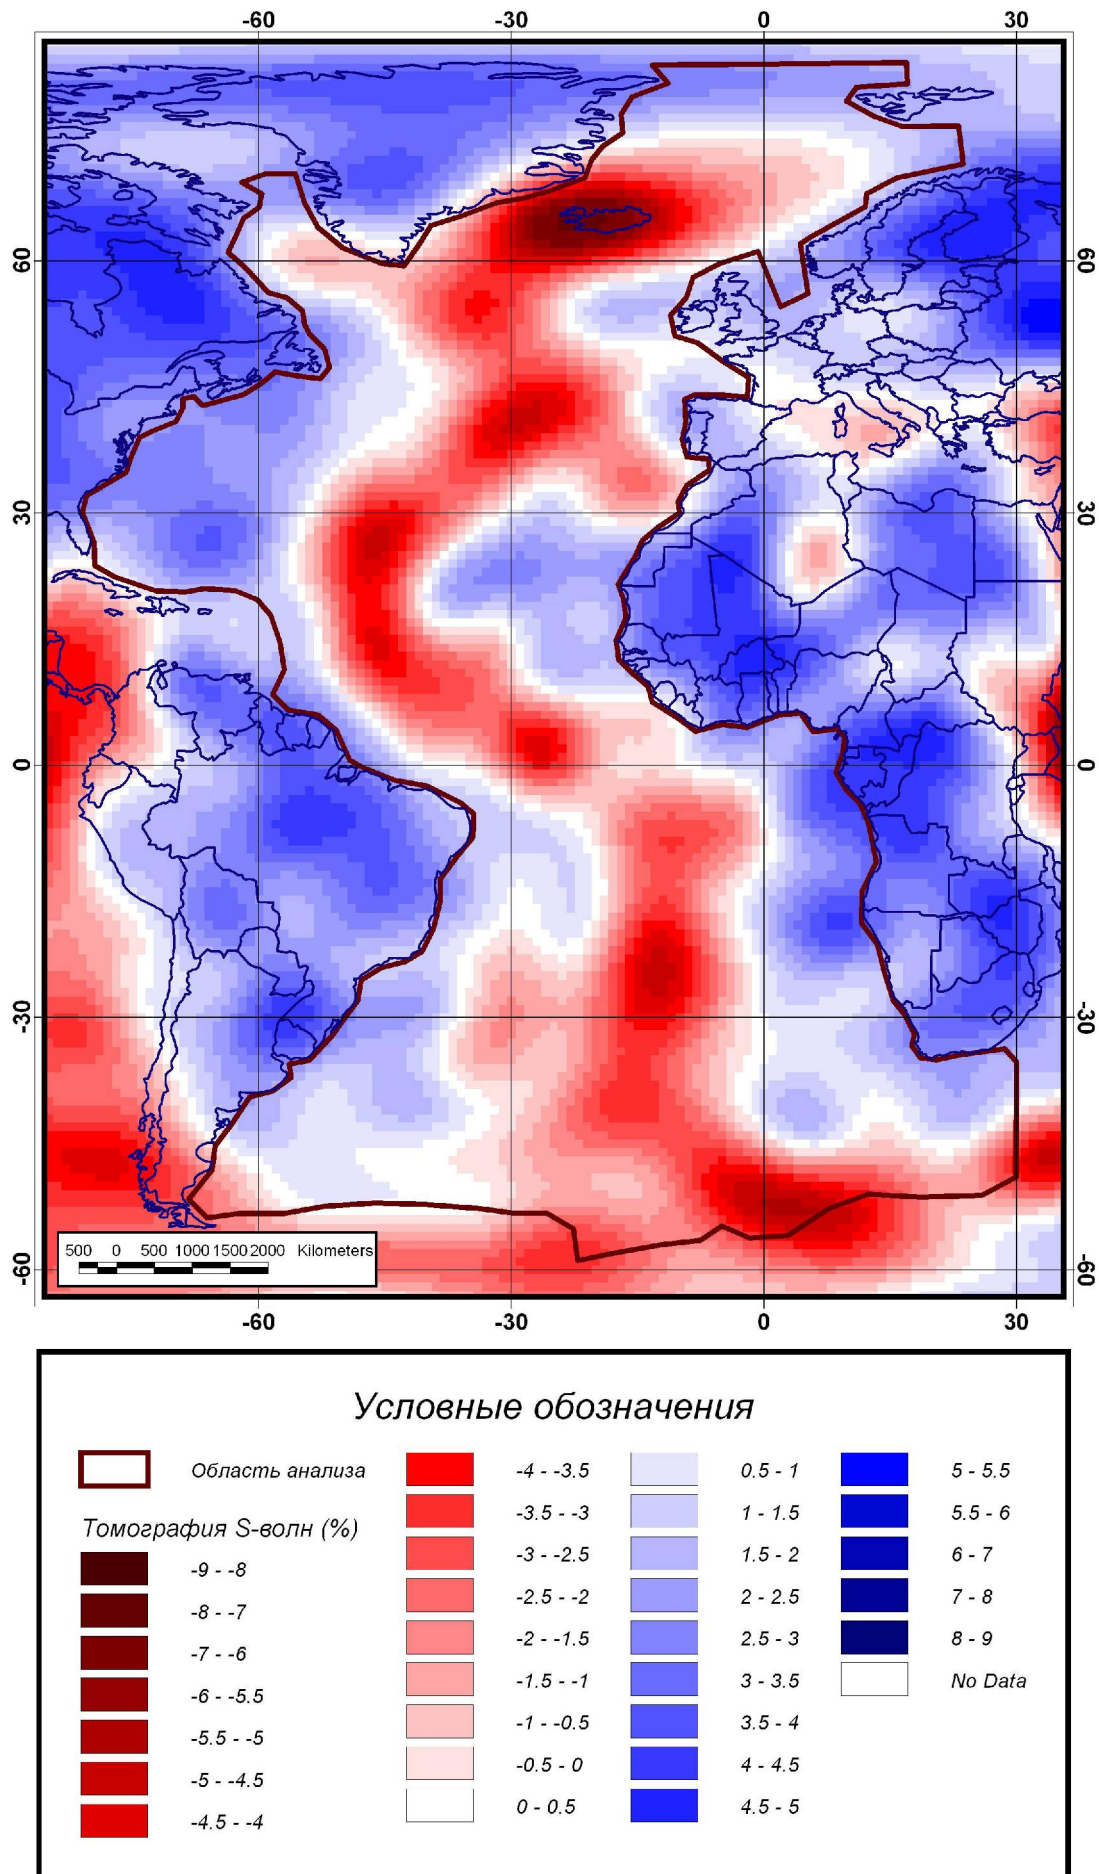 -60 -30 0 30
60 60
30 30
0 0
-30 -30
-60 -60
500 0 500 1000 1500 2000 Kilometers
-60 -30 0 30
Условные обозначения
Область анализа
Томография S-волн (%)
-9 - -8
-8 - -7
-7 - -6
-6 - -5.5
-5.5 - -5
-5 - -4.5
-4.5 - -4
-4 - -3.5
-3.5 - -3
-3 - -2.5
-2.5 - -2
-2 - -1.5
-1.5 - -1
-1 - -0.5
-0.5 - 0
0 - 0.5
0.5 - 1
1 - 1.5
1.5 - 2
2 - 2.5
2.5 - 3
3 - 3.5
3.5 - 4
4 - 4.5
4.5 - 5
5 - 5.5
5.5 - 6
6 - 7
7 - 8
8 - 9
No Data